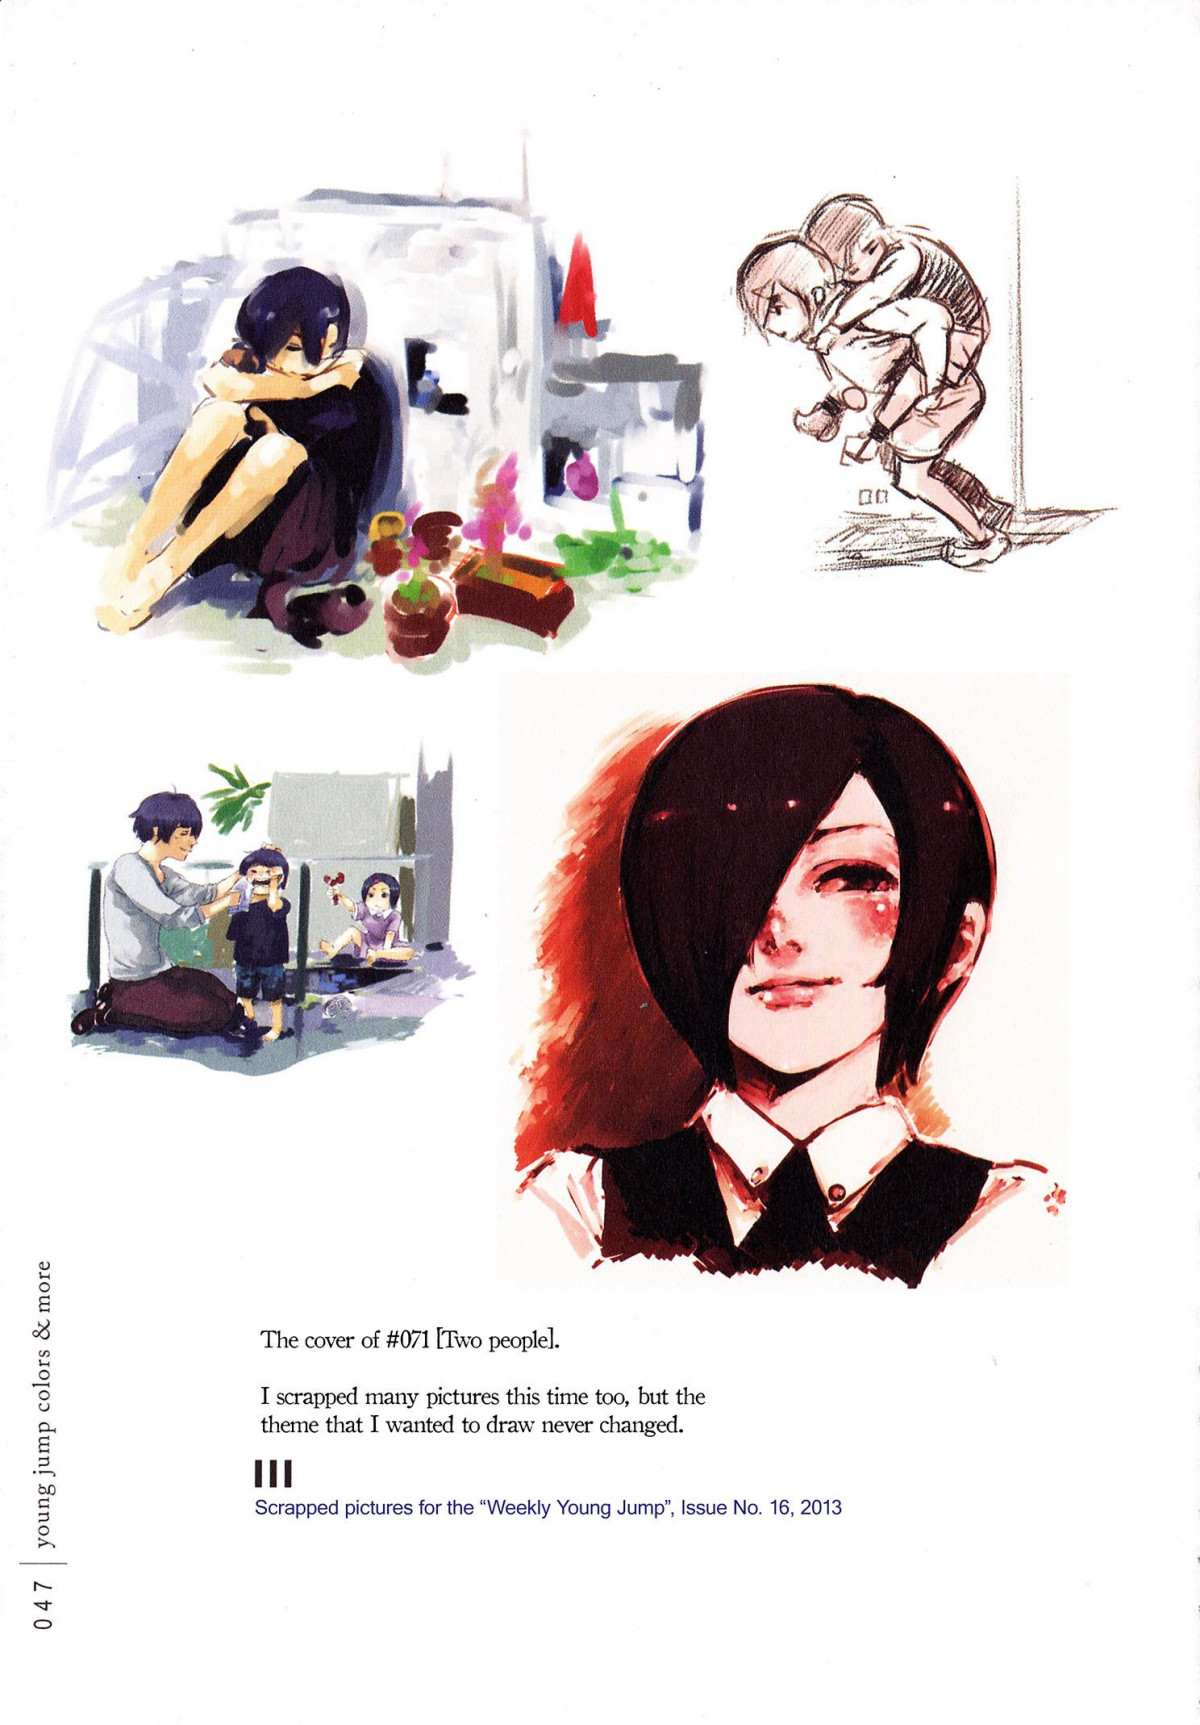 The cover of #071 [Two people].
I scrapped many pictures this time too, but the
theme that I wanted to draw never changed.
III
Scrapped pictures for the “Weekly Young Jump”, Issue No. 16, 2013
047 | young jump colors & more